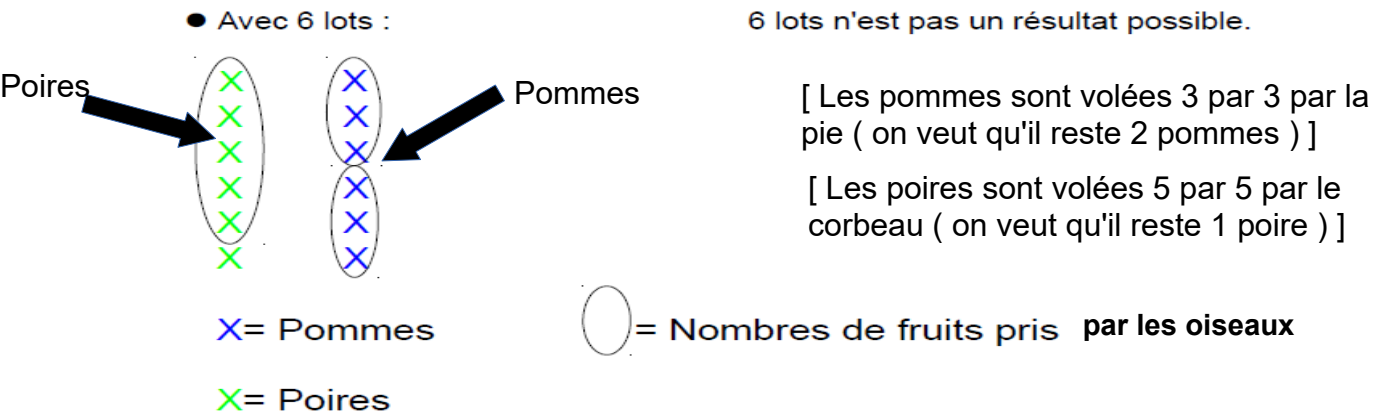 ● Avec 6 lots :
6 lots n'est pas un résultat possible.
Poires
X
X
X
X
X
X
X
X
X
X
X
X
Pommes
[ Les pommes sont volées 3 par 3 par la
pie ( on veut qu'il reste 2 pommes ) ]
[ Les poires sont volées 5 par 5 par le
corbeau ( on veut qu'il reste 1 poire ) ]
X= Pommes
= Nombres de fruits pris par les oiseaux
X= Poires